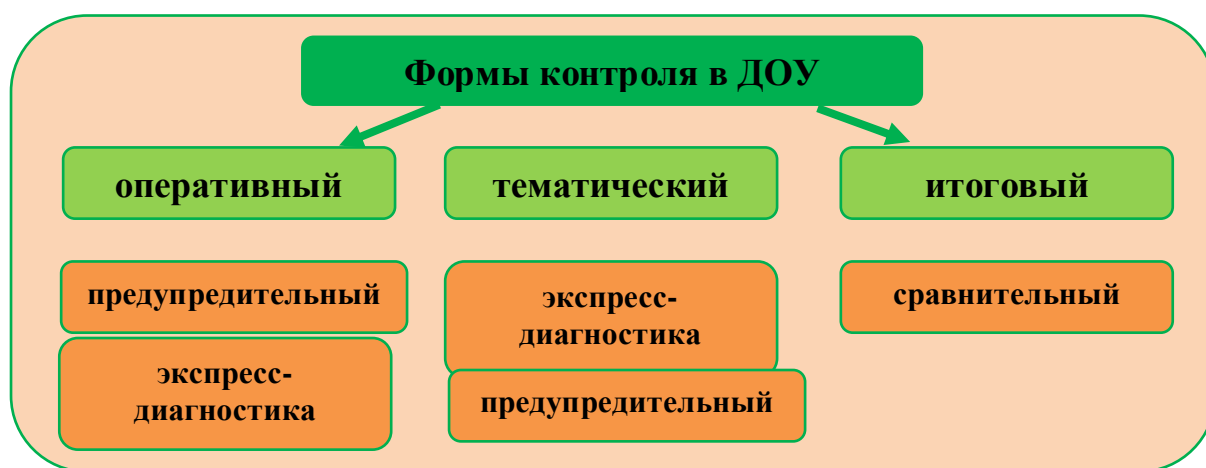 Формы контроля в ДОУ
оперативный
тематический
итоговый
предупредительный
экспресс-
диагностика
экспресс-
диагностика
предупредительный
сравнительный